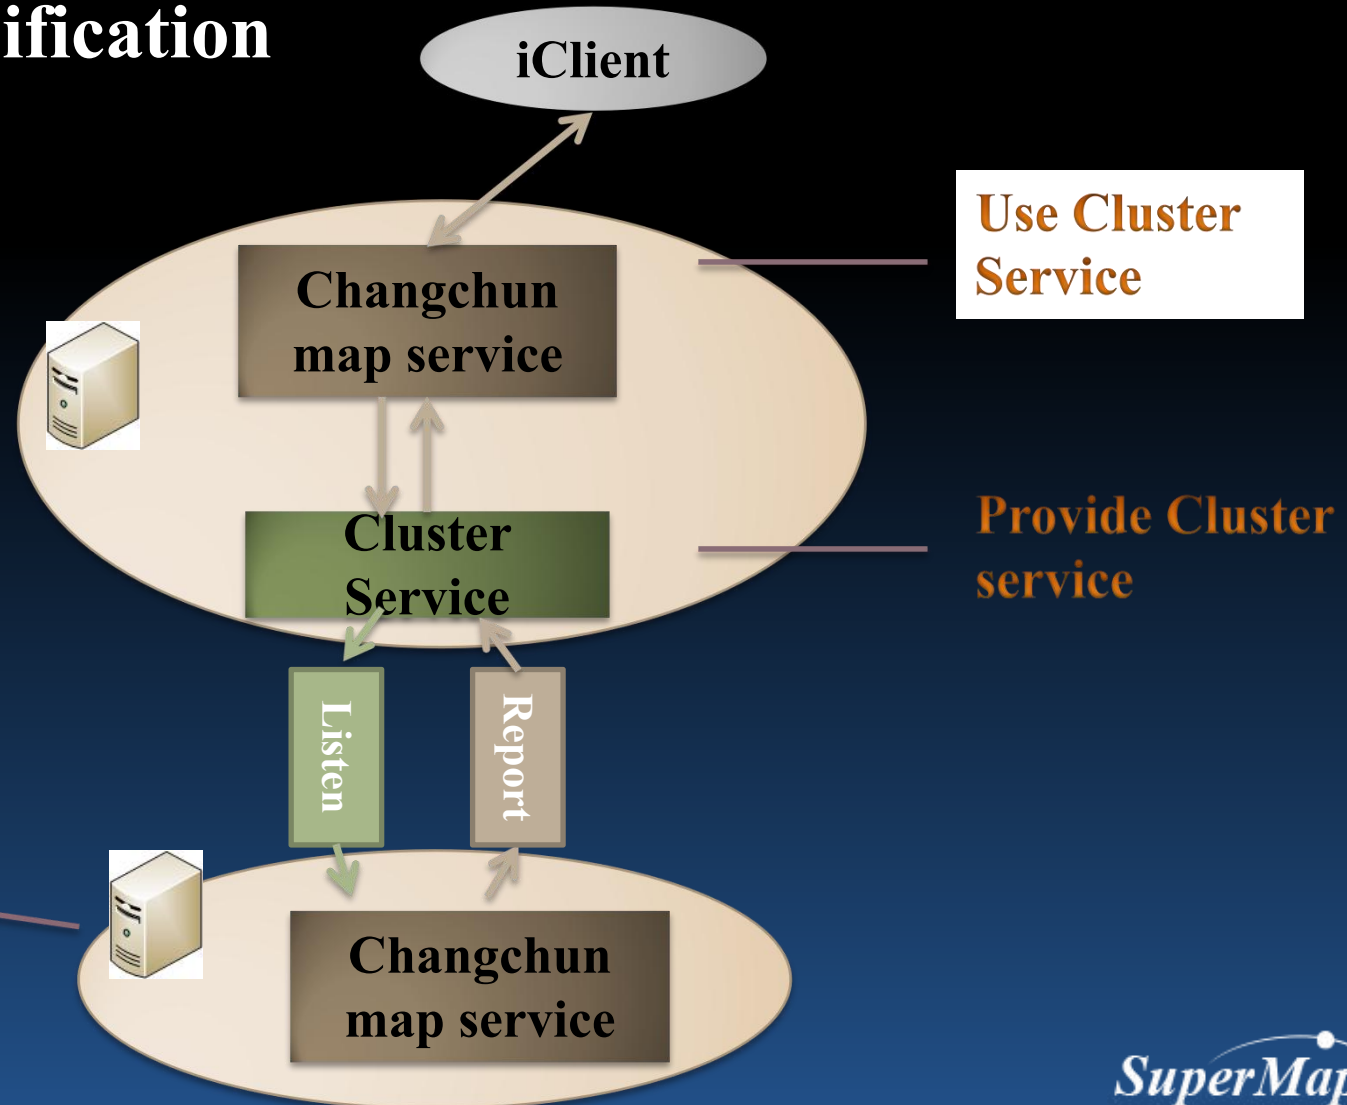 ification
iClient
Use Cluster
Service
Changchun
map service
Cluster
Service
Provide Cluster
service
Listen
Report
Changchun
map service
SuperMap